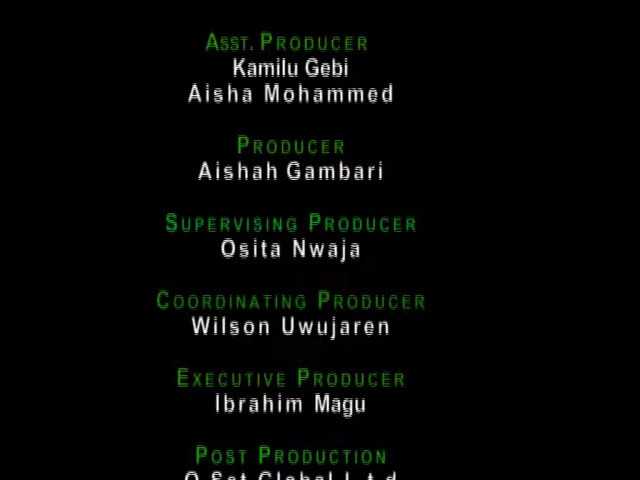 ASST. PRODUCER
Kamilu Gebi
Aisha Mohammed
PRODUCER
Aishah Gambari
SUPERVISING PRODUCER
Osita Nwaja
COORDINATING PRODUCER
Wilson Uwujaren
EXECUTIVE PRODUCER
Ibrahim Magu
POST PRODUCTION
Global L.t.d